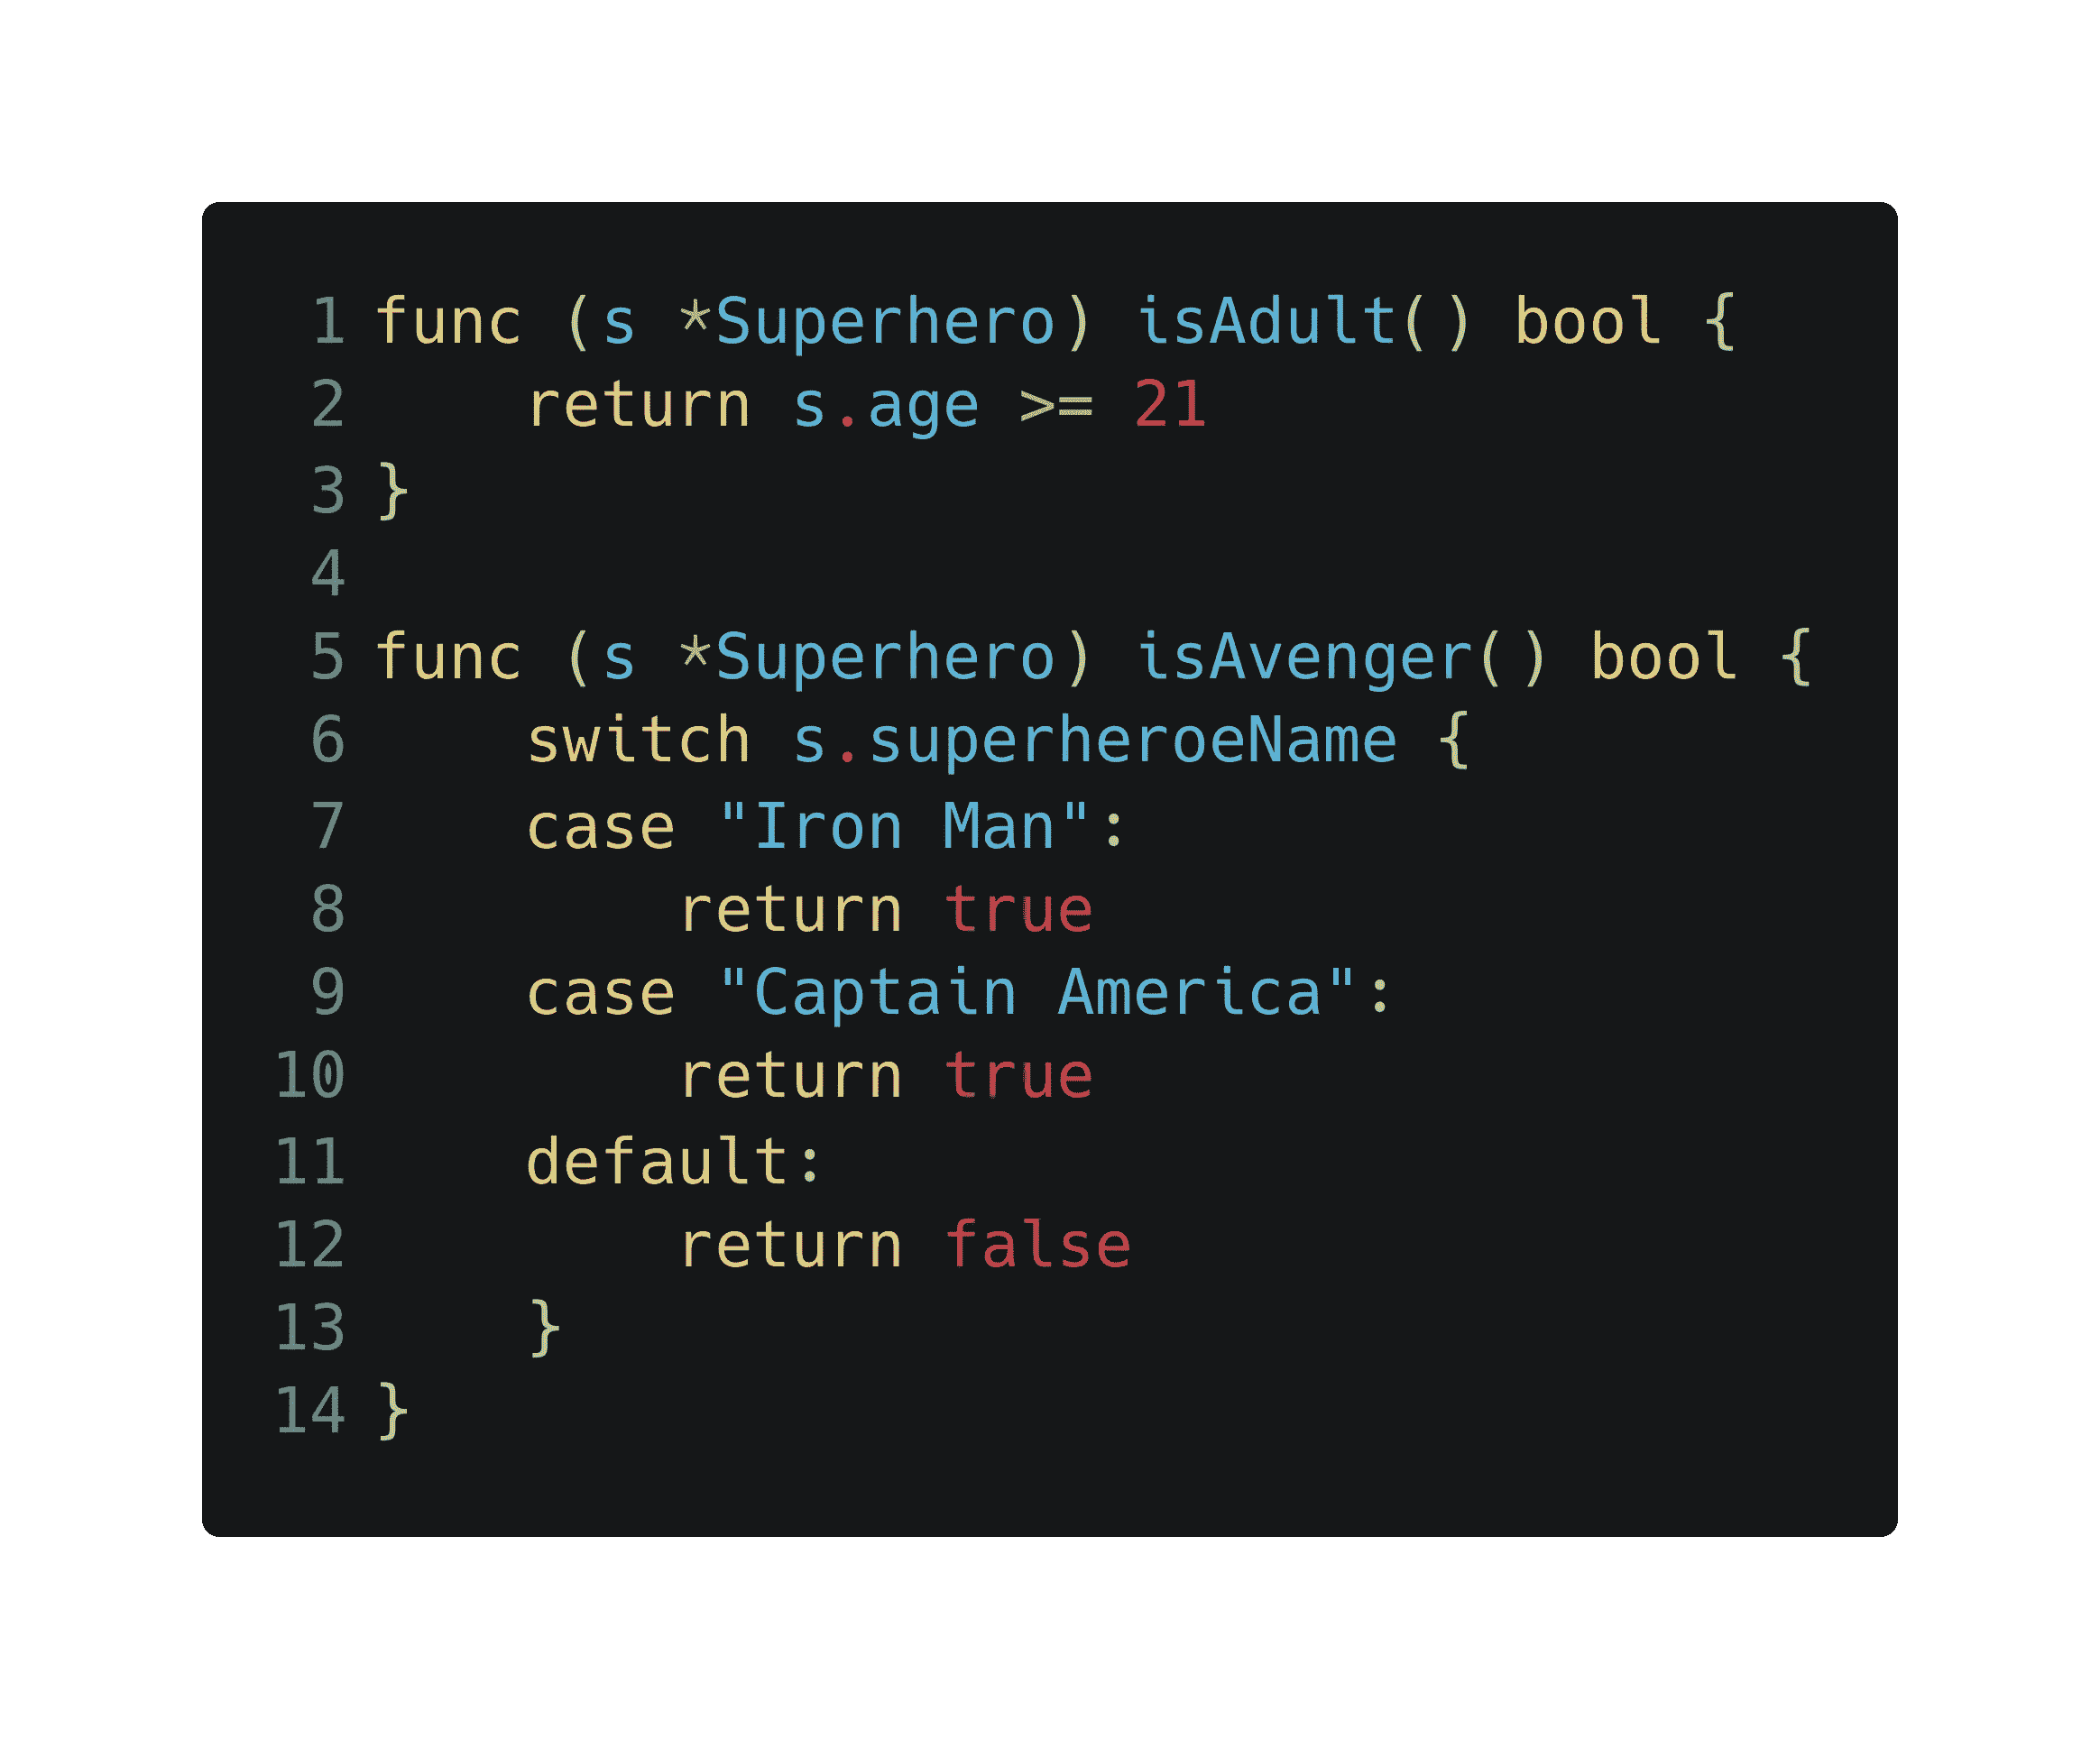 1 func (s *Superhero) isAdult() bool {
2     return s.age >= 21
3 }
4
5 func (s *Superhero) isAvenger() bool {
6     switch s.superheroeName {
7     case "Iron Man":
8         return true
9     case "Captain America":
10         return true
11     default:
12         return false
13     }
14 }